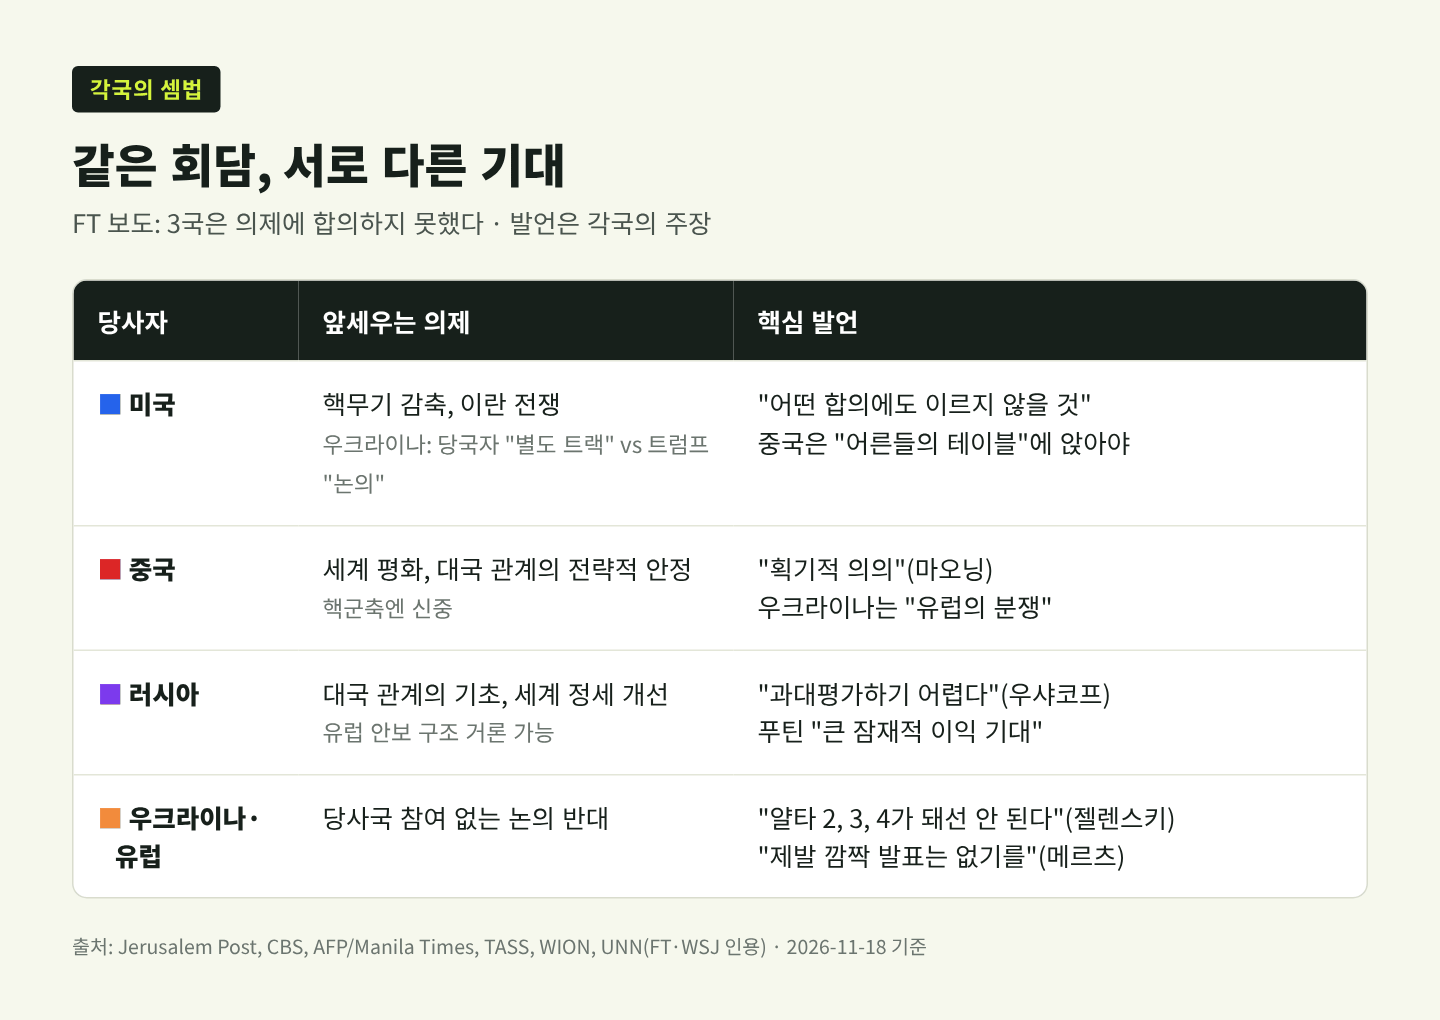 각국의 셈법
같은 회담, 서로 다른 기대
FT 보도: 3국은 의제에 합의하지 못했다 · 발언은 각국의 주장
당사자
앞세우는 의제
핵심 발언
미국
핵무기 감축, 이란 전쟁
우크라이나: 당국자 "별도 트랙" vs 트럼프
"논의"
"어떤 합의에도 이르지 않을 것"
중국은 "어른들의 테이블"에 앉아야
중국
세계 평화, 대국 관계의 전략적 안정
핵군축엔 신중
"획기적 의의"(마오닝)
우크라이나는 "유럽의 분쟁"
러시아
대국 관계의 기초, 세계 정세 개선
유럽 안보 구조 거론 가능
"과대평가하기 어렵다"(우샤코프)
푸틴 "큰 잠재적 이익 기대"
우크라이나·
유럽
당사국 참여 없는 논의 반대
"얄타 2, 3, 4가 돼선 안 된다"(젤렌스키)
"제발 깜짝 발표는 없기를"(메르츠)
출처: Jerusalem Post, CBS, AFP/Manila Times, TASS, WION, UNN(FT·WSJ 인용) · 2026-11-18 기준